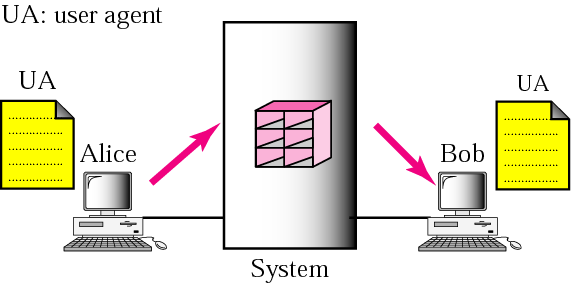 UA: user agent
UA
UA
Alice
Bob
System